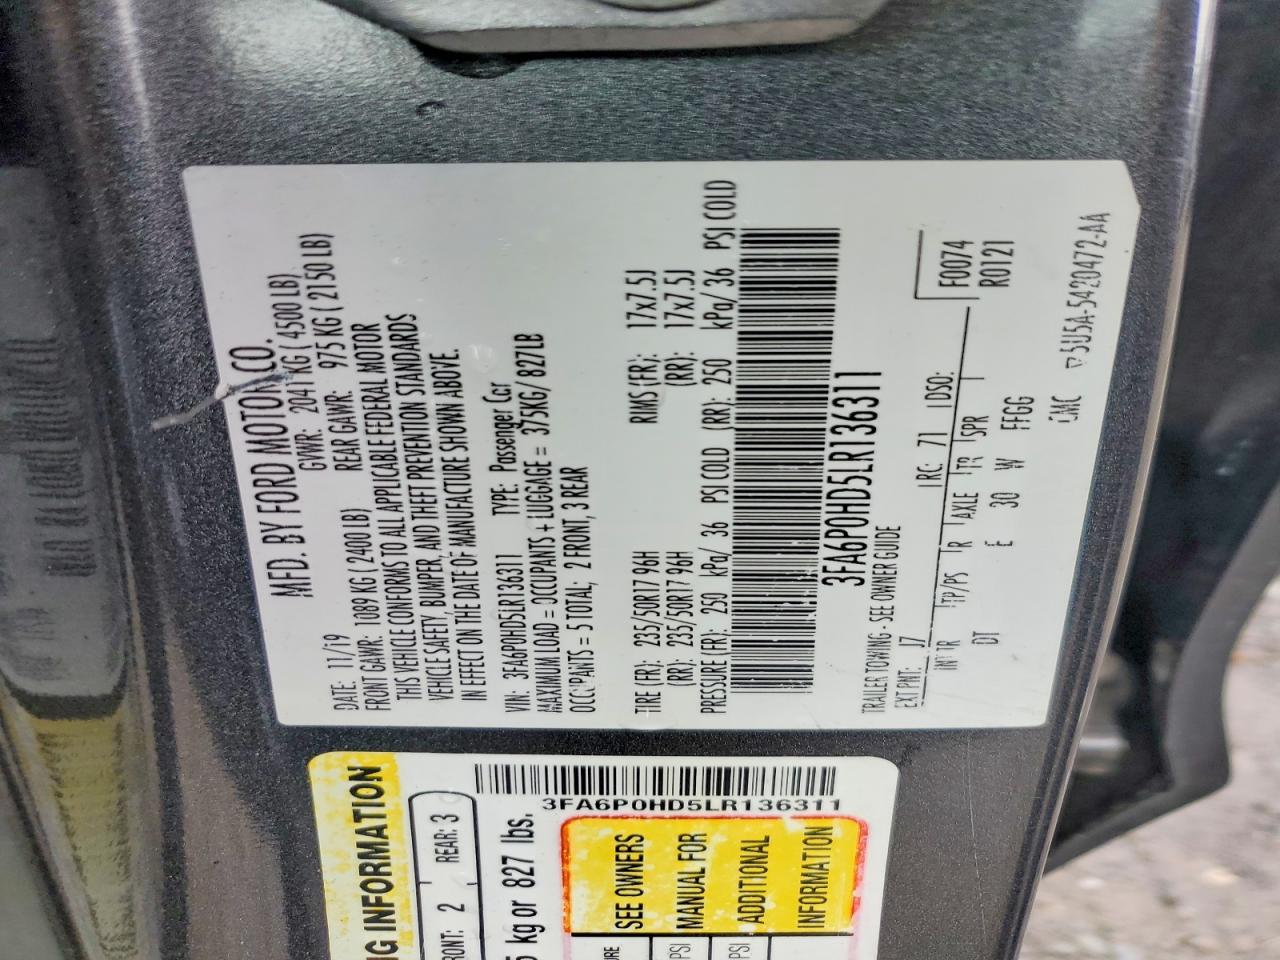 MFD. BY FORD MOTOR CO.
DATE: 11/19 GVWR: 2041 KG ( 4500 LB)
FRONT GAWR: 1089 KG ( 2400 LB) REAR GAWR: 975 KG ( 2150 LB)
THIS VEHICLE CONFORMS TO ALL APPLICABLE FEDERAL MOTOR
VEHICLE SAFETY, BUMPER, AND THEFT PREVENTION STANDARDS
IN EFFECT ON THE DATE OF MANUFACTURE SHOWN ABOVE.
VIN: 3FA6P0HD5LR136311 TYPE: Passenger Car
MAXIMUM LOAD = OCCUPANTS + LUGGAGE = 375KG/ 827LB
OCCUPANTS = 5 TOTAL; 2 FRONT, 3 REAR
TIRE (FR): 235/50R17 96H RIMS (FR): 17x7.5J
(RR): 235/50R17 96H (RR): 17x7.5J
PRESSURE (FR): 250 kPa/ 36 PSI COLD (RR): 250 kPa/ 36 PSI COLD
3FA6P0HD5LR136311
TRAILER TOWING - SEE OWNER GUIDE
EXT PNT: J7 RC: 71 DSO: F0074
INT TR TP/PS R AXLE TR SPR R0121
DT E 30 W FFGG
5U5A-5420472-AA
3FA6P0HD5LR136311
NG INFORMATION
RONT: 2 REAR: 3
5 kg or 827 lbs.
SEE OWNERS
MANUAL FOR
ADDITIONAL
INFORMATION
URE
PSI
PSI